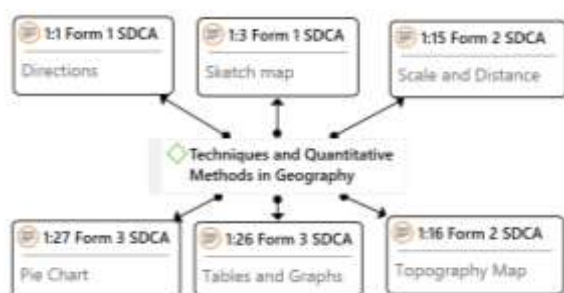 1:1 Form 1 SDCA
Directions
1:3 Form 1 SDCA
Sketch map
1:15 Form 2 SDCA
Scale and Distance
Techniques and Quantitative
Methods in Geography
1:27 Form 3 SDCA
Pie Chart
1:26 Form 3 SDCA
Tables and Graphs
1:16 Form 2 SDCA
Topography Map